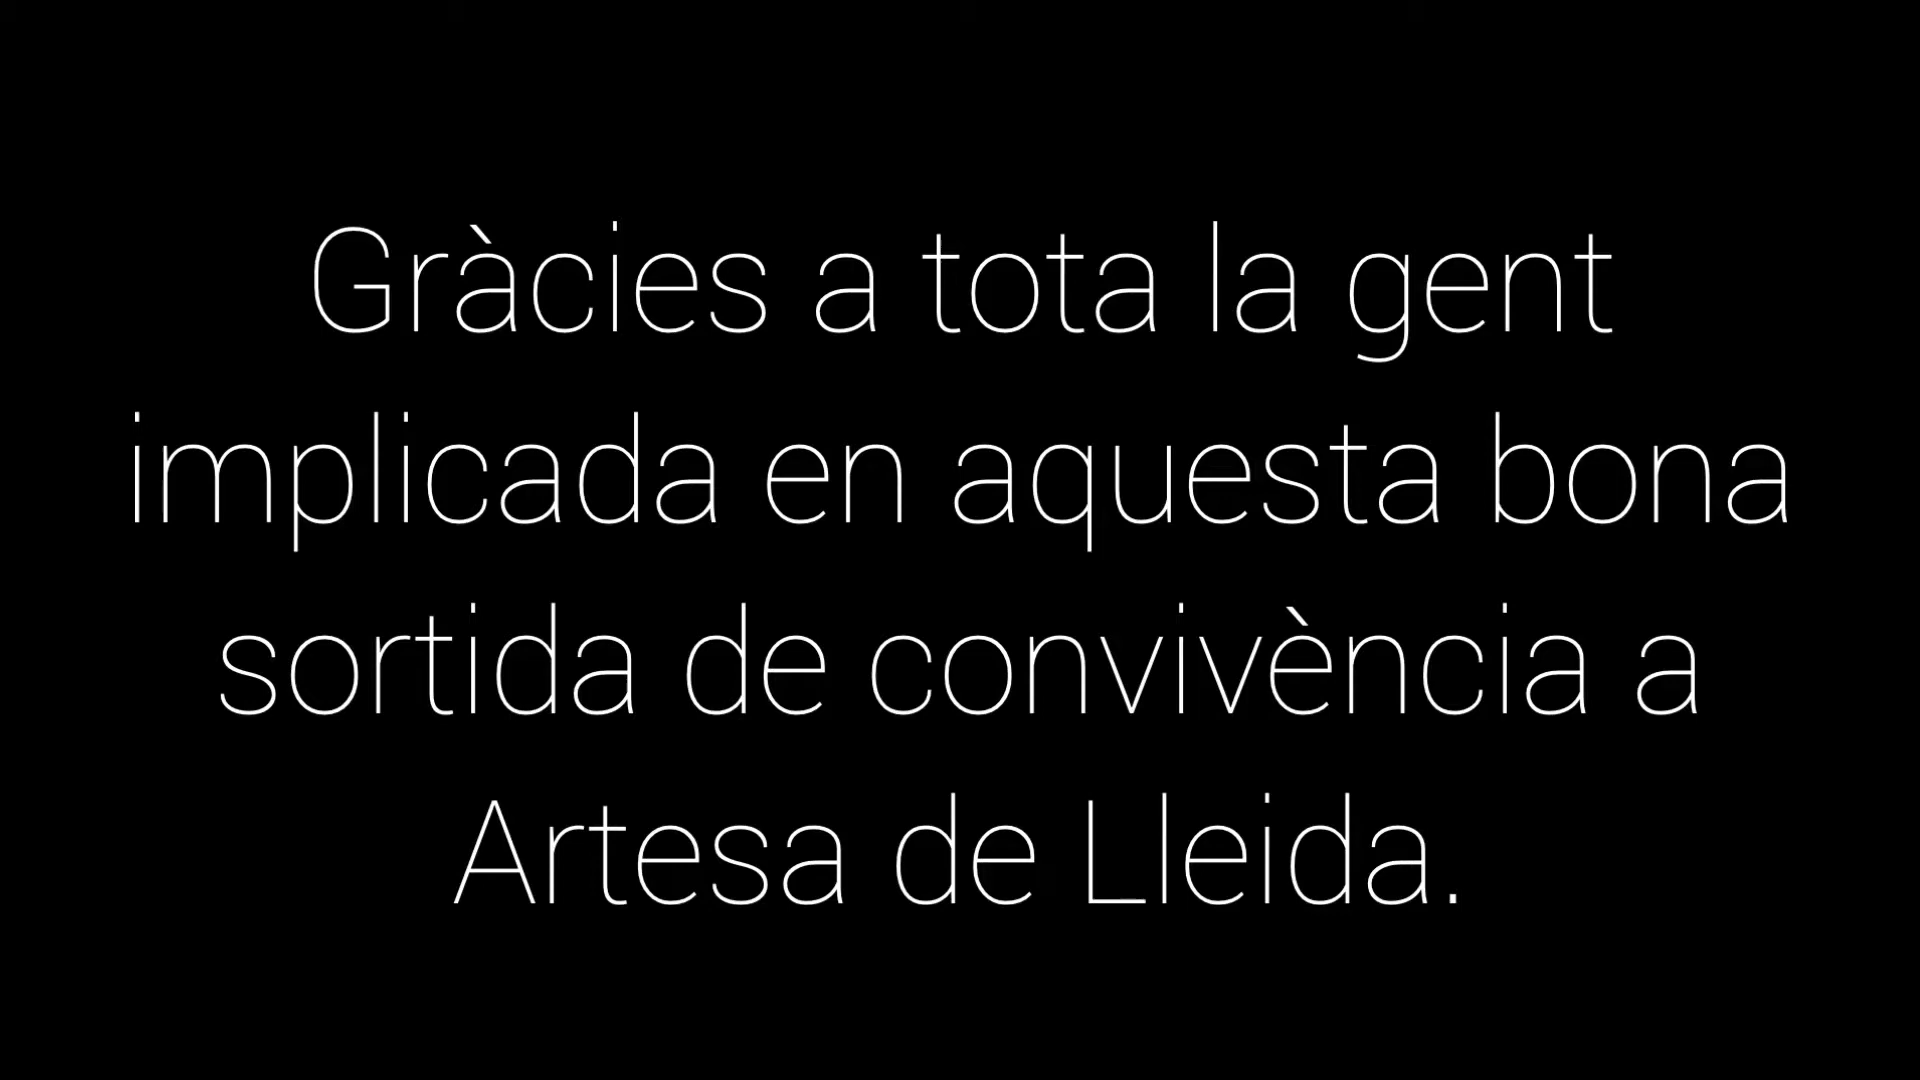 Gràcies a tota la gent
implicada en aquesta bona
sortida de convivència a
Artesa de Lleida.